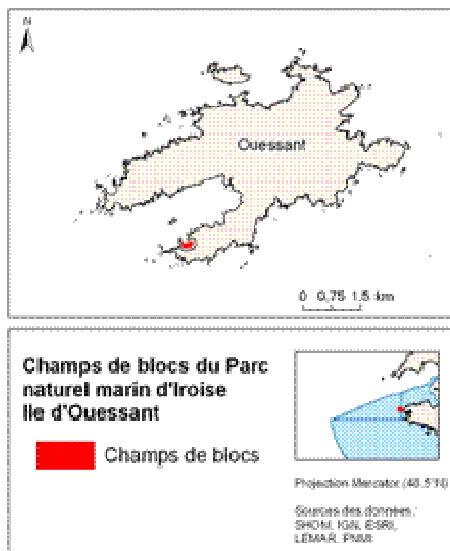 N
Ouessant
0 0,75 1,5 km
Champs de blocs du Parc
naturel marin d'Iroise
Ile d'Ouessant
Champs de blocs
Projection Mercator (48.5°N)
Sources des données :
SHOM, IGN, ESRI,
LEMAR, PNMI